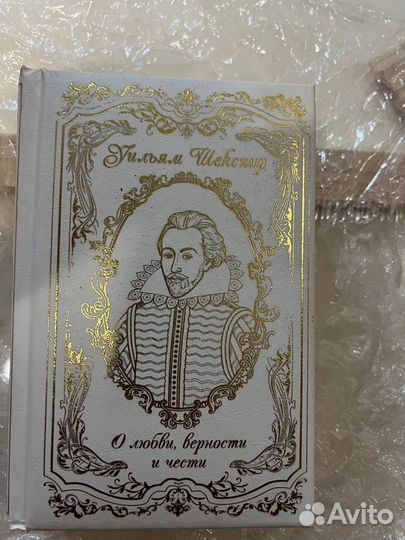 Уильям Шекспир
О любви, верности
и чести
Avito